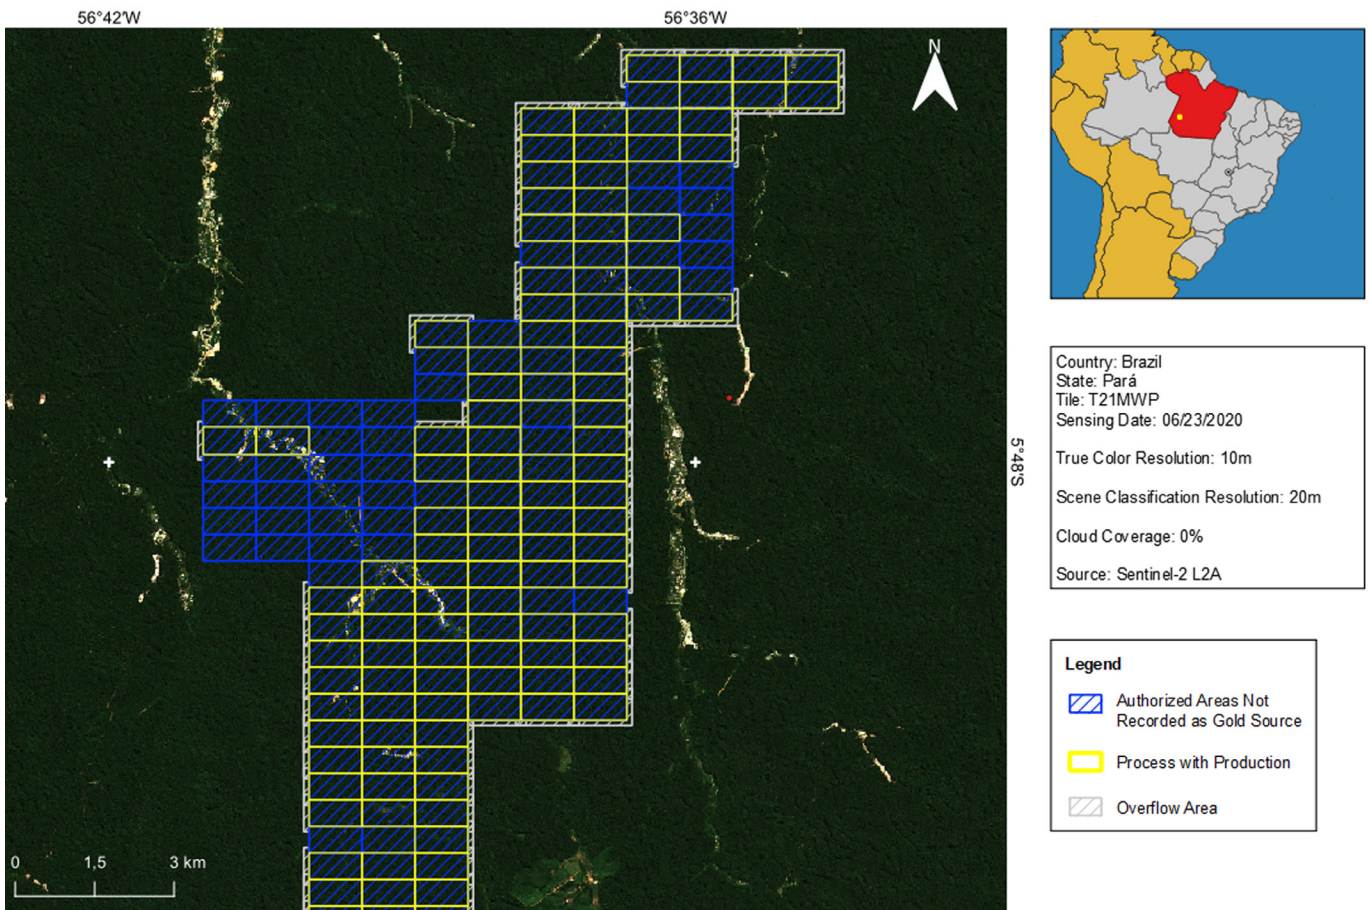 56°42'W
56°36'W
N
5°48'S
0 1,5 3 km
Country: Brazil
State: Pará
Tile: T21MWP
Sensing Date: 06/23/2020
True Color Resolution: 10m
Scene Classification Resolution: 20m
Cloud Coverage: 0%
Source: Sentinel-2 L2A
Legend
Authorized Areas Not
Recorded as Gold Source
Process with Production
Overflow Area